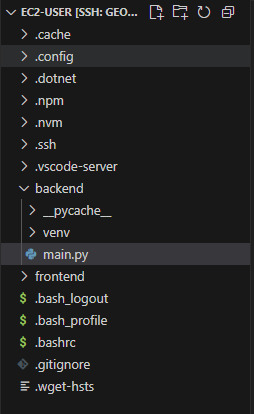 EC2-USER [SSH: GEO...
.cache
.config
.dotnet
.npm
.nvm
.ssh
.vscode-server
backend
__pycache__
venv
main.py
frontend
.bash_logout
.bash_profile
.bashrc
.gitignore
.wget-hsts